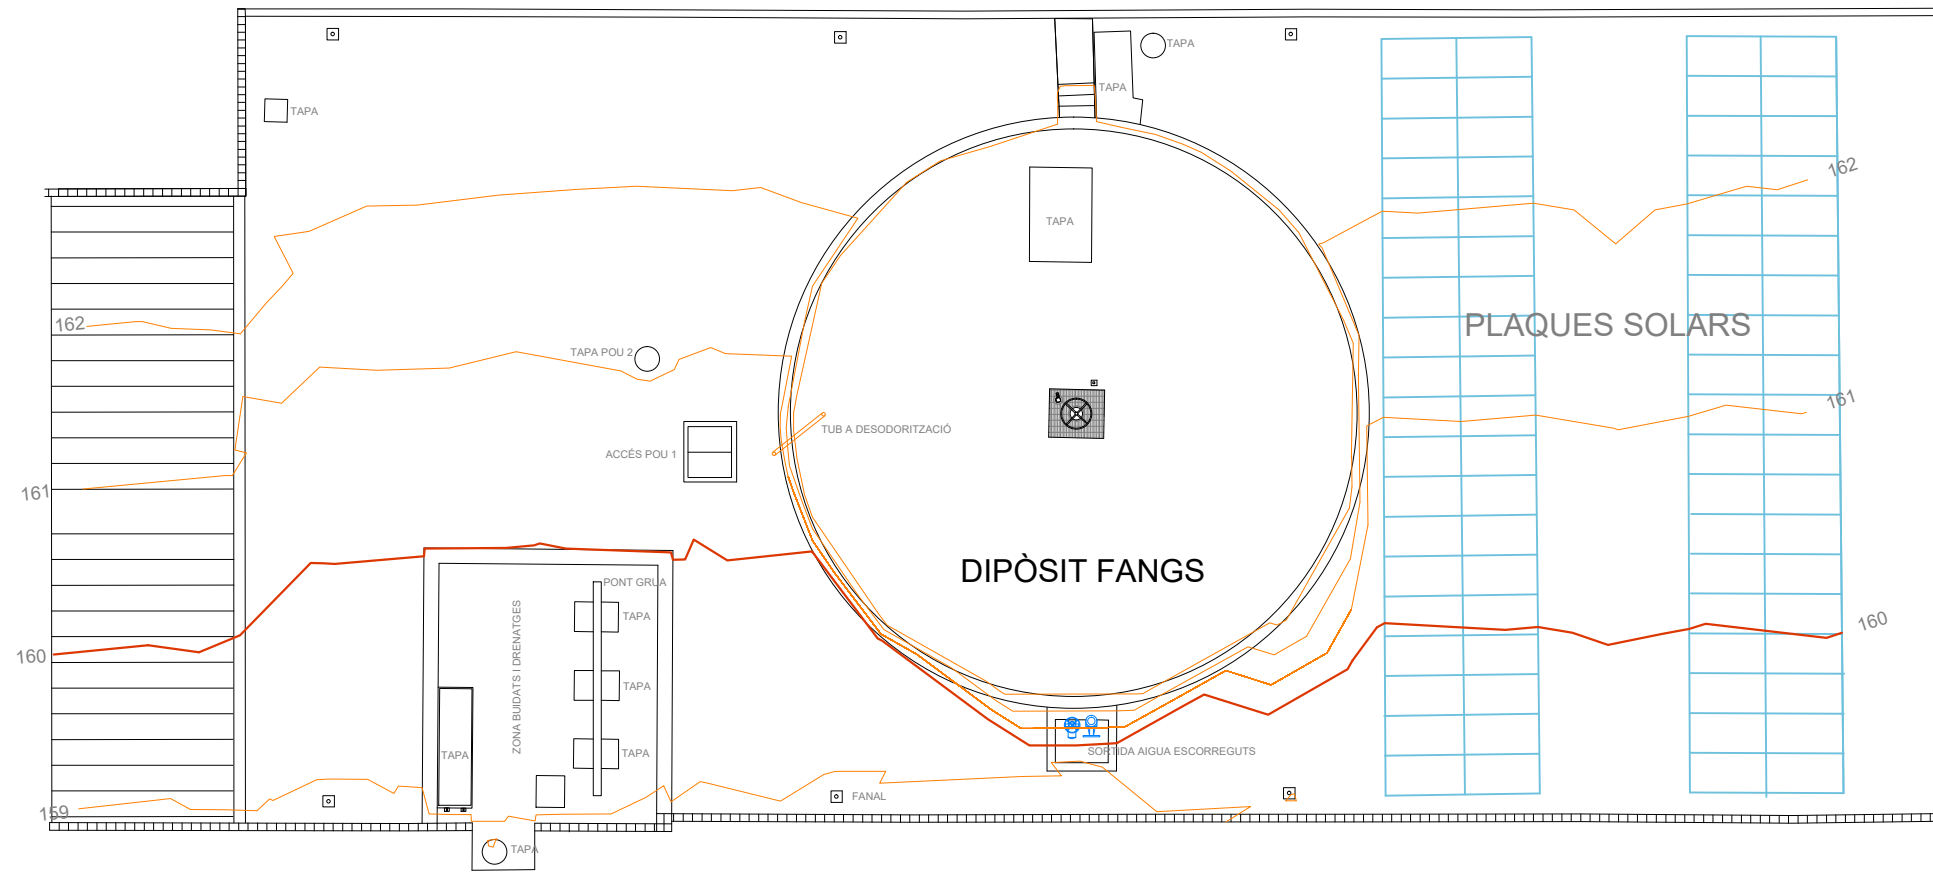 TAPA
TAPA
TAPA
162
TAPA
162
PLAQUES SOLARS
TAPA POU 2
161
TUB A DESODORITZACIÓ
ACCÉS POU 1
161
DIPÒSIT FANGS
PONT GRUA
TAPA
160
160
ZONA BUIDATS I DRENATGES
TAPA
TAPA
TAPA
SORTIDA AIGUA ESCORREGUTS
FANAL
159
TAPA